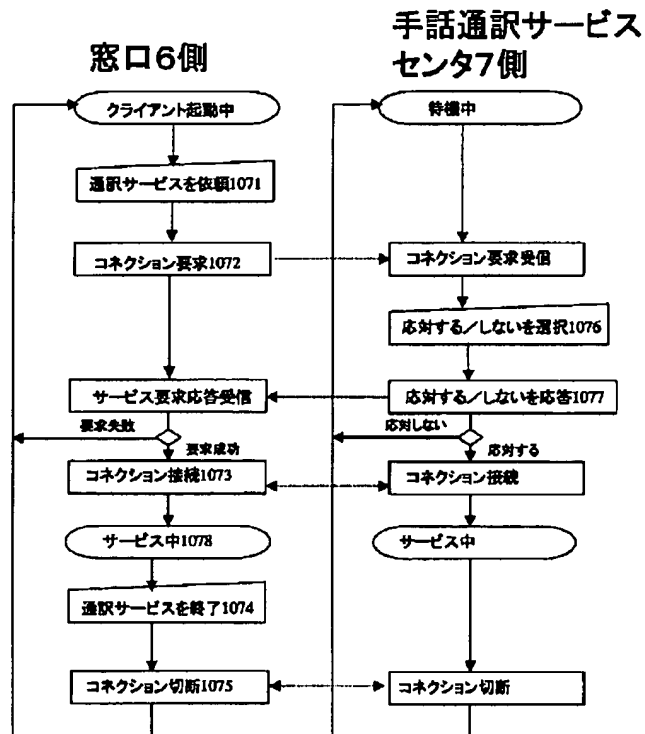 窓口6側
手話通訳サービス
センタ7側
クライアント起動中
待機中
通訳サービスを依頼1071
コネクション要求1072
コネクション要求受信
応対する/しないを選択1076
サービス要求応答受信
応対する/しないを応答1077
要求失敗
応対しない
要求成功
応対する
コネクション接続1073
コネクション接続
サービス中1078
サービス中
通訳サービスを終了1074
コネクション切断1075
コネクション切断